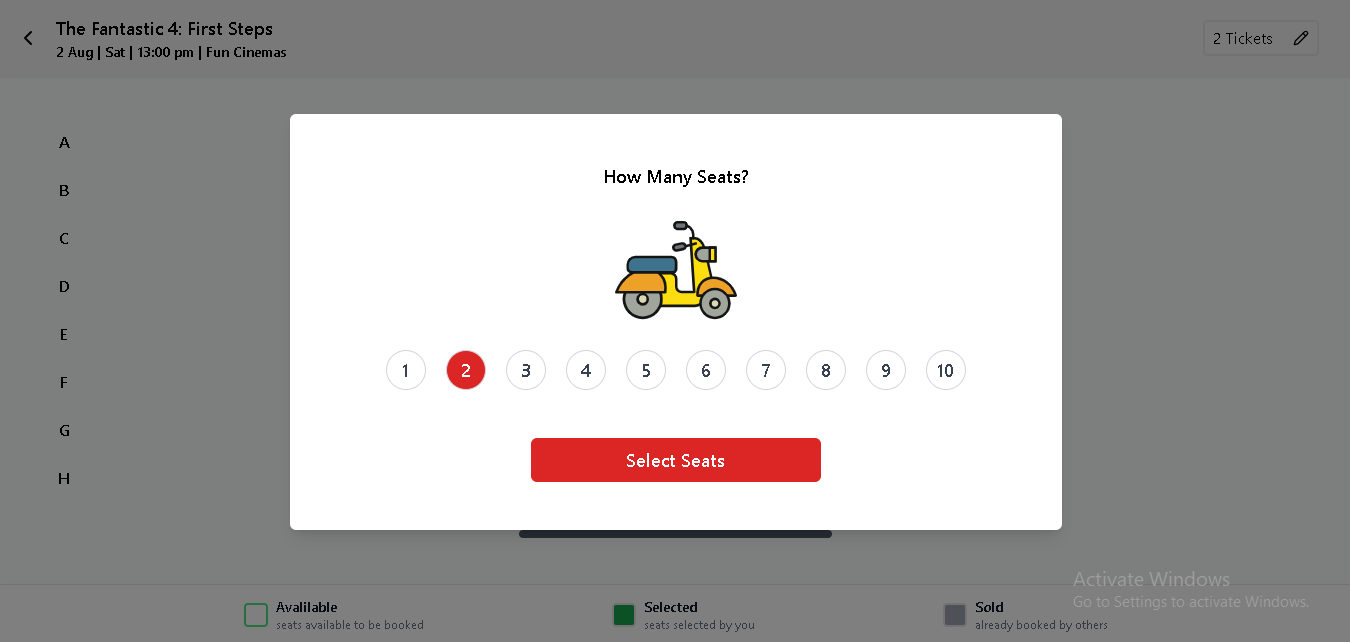 The Fantastic 4: First Steps
2 Aug | Sat | 13:00 pm | Fun Cinemas
2 Tickets
A
B
C
D
E
F
G
H
How Many Seats?
1 2 3 4 5 6 7 8 9 10
Select Seats
Avalilable
seats available to be booked
Selected
seats selected by you
Sold
already booked by others
Activate Windows
Go to Settings to activate Windows.